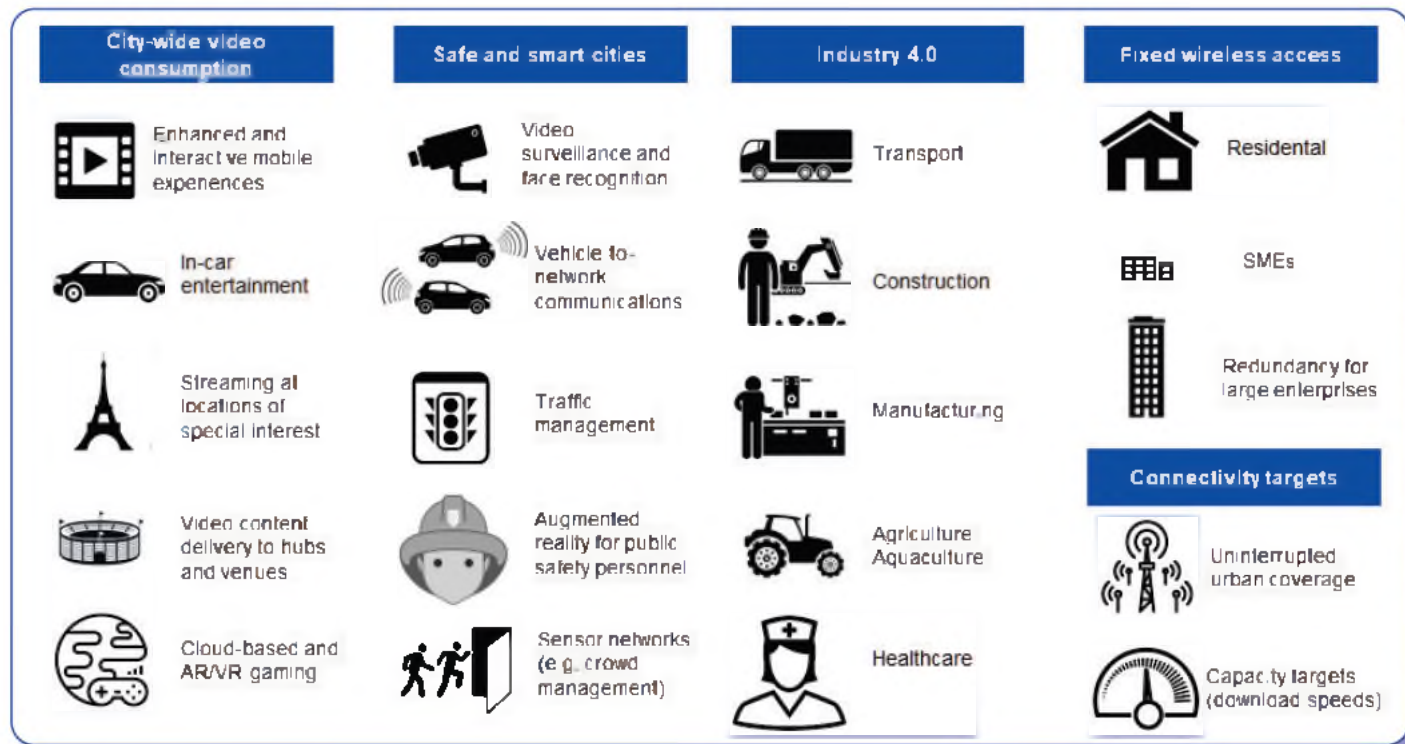 City-wide video
consumption
Enhanced and
interactive mobile
experiences
In-car
entertainment
Streaming at
locations of
special interest
Video content
delivery to hubs
and venues
Cloud-based and
AR/VR gaming
Safe and smart cities
Video
surveillance and
face recognition
Vehicle to-
network
communications
Traffic
management
Augmented
reality for public
safety personnel
Sensor networks
(e.g. crowd
management)
Industry 4.0
Transport
Construction
Manufacturing
Agriculture
Aquaculture
Healthcare
Fixed wireless access
Residental
SMEs
Redundancy for
large enterprises
Connectivity targets
Uninterrupted
urban coverage
Capacity targets
(download speeds)